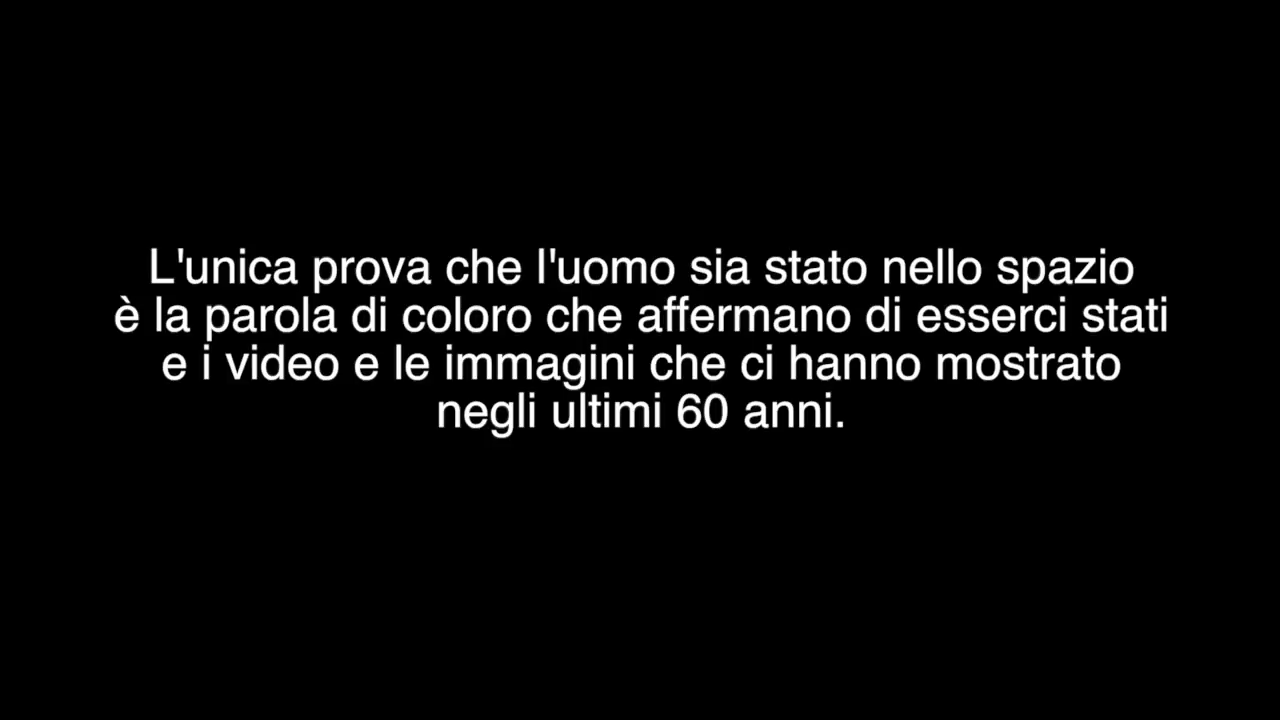 L'unica prova che l'uomo sia stato nello spazio
è la parola di coloro che affermano di esserci stati
e i video e le immagini che ci hanno mostrato
negli ultimi 60 anni.